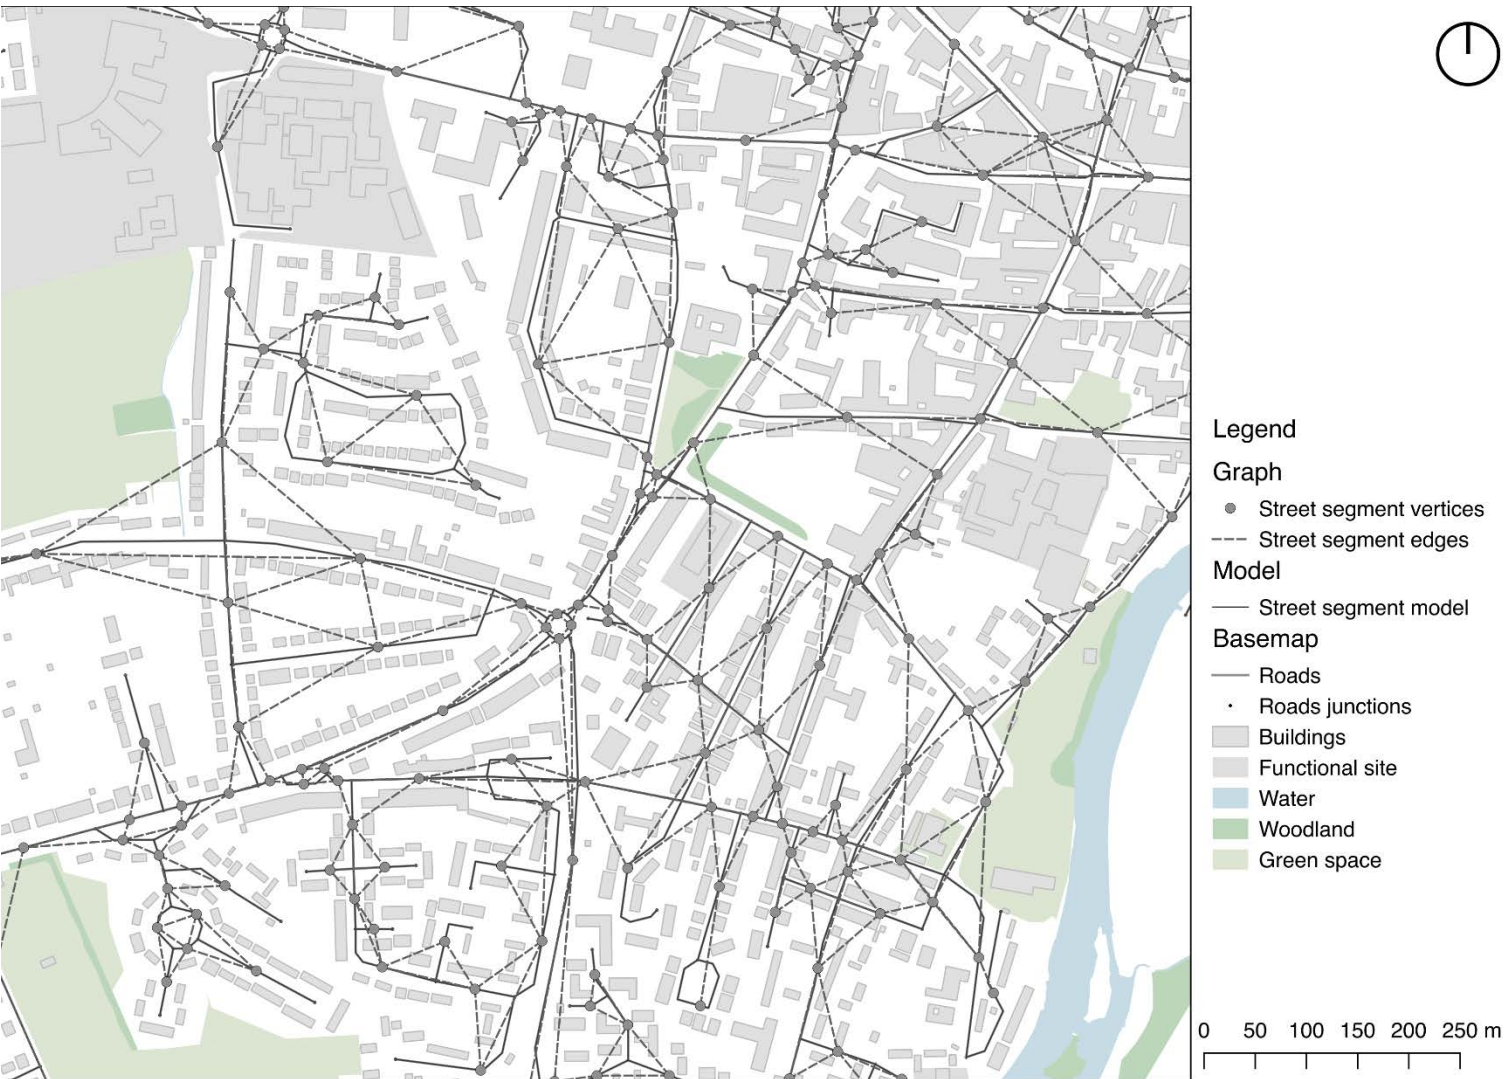 Legend
Graph
Street segment vertices
Street segment edges
Model
Street segment model
Basemap
Roads
Roads junctions
Buildings
Functional site
Water
Woodland
Green space
0 50 100 150 200 250 m